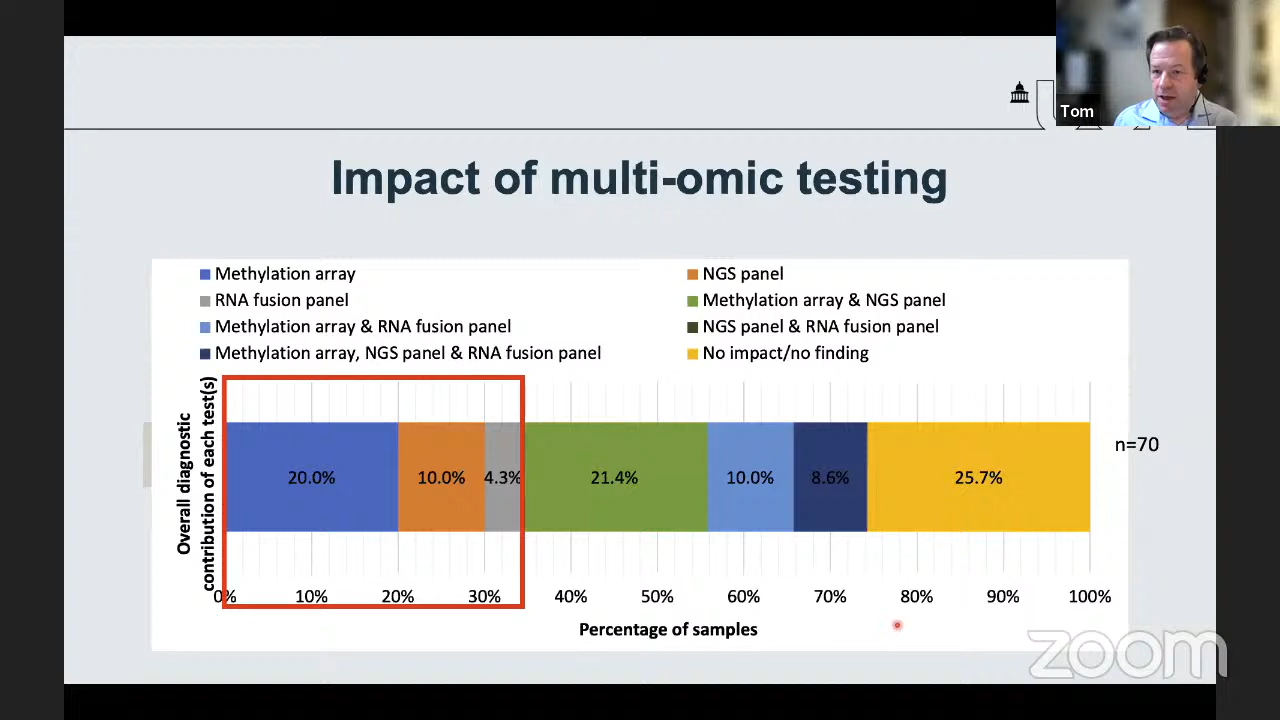 Tom
Impact of multi-omic testing
Methylation array
NGS panel
RNA fusion panel
Methylation array & NGS panel
Methylation array & RNA fusion panel
NGS panel & RNA fusion panel
Methylation array, NGS panel & RNA fusion panel
No impact/no finding
Overall diagnostic
contribution of each test(s)
20.0%
10.0%
4.3%
21.4%
10.0%
8.6%
25.7%
n=70
0%
10%
20%
30%
40%
50%
60%
70%
80%
90%
100%
Percentage of samples
zoom